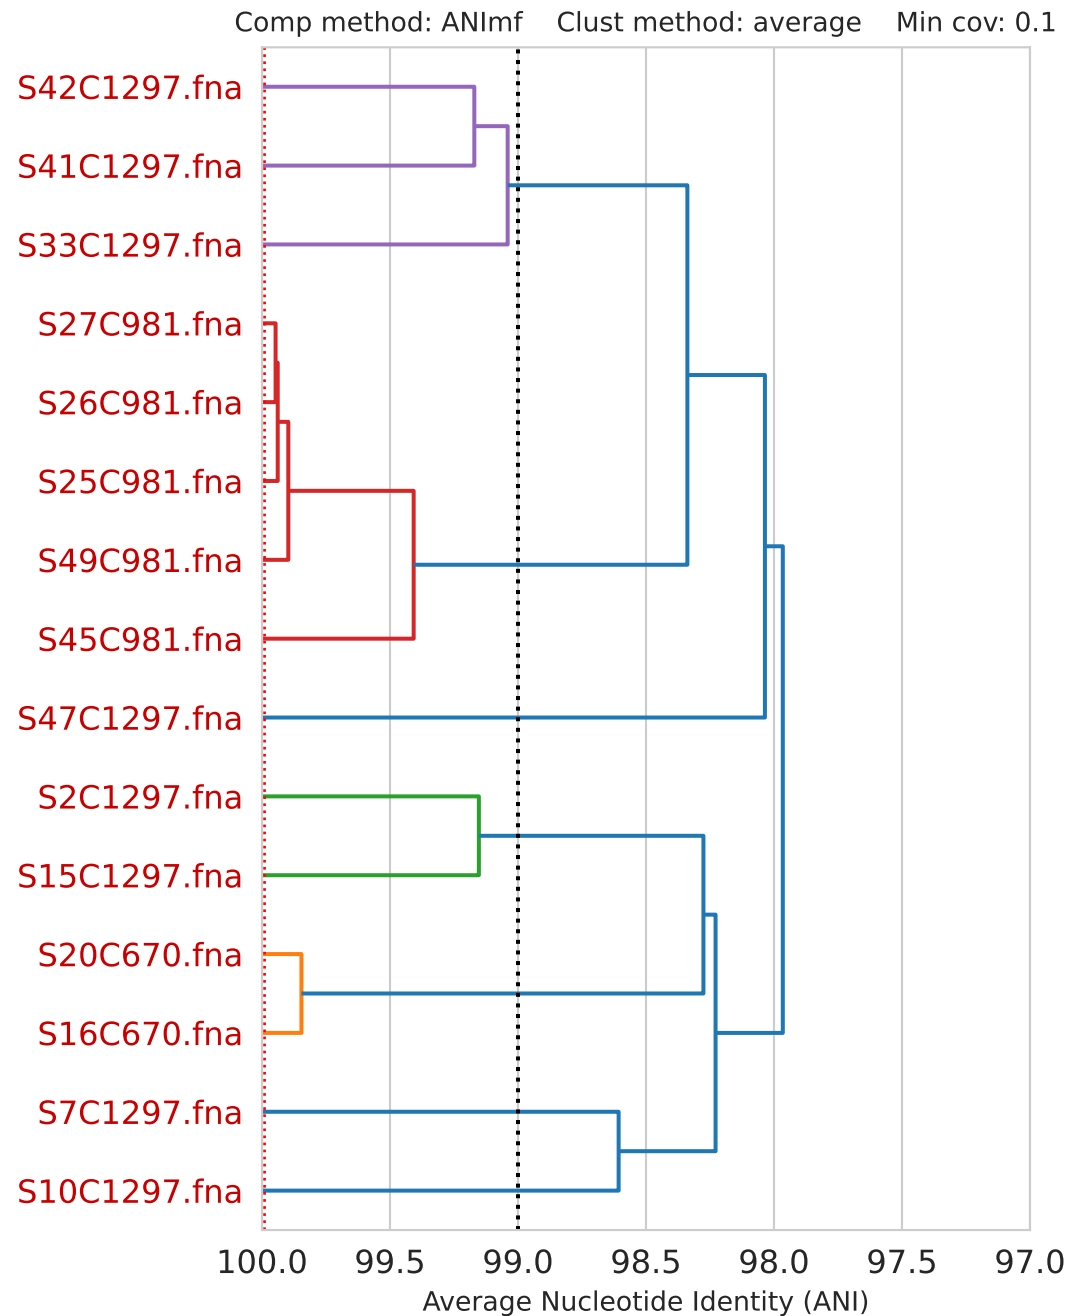 Comp method: ANImf    Clust method: average    Min cov: 0.1
S42C1297.fna
S41C1297.fna
S33C1297.fna
S27C981.fna
S26C981.fna
S25C981.fna
S49C981.fna
S45C981.fna
S47C1297.fna
S2C1297.fna
S15C1297.fna
S20C670.fna
S16C670.fna
S7C1297.fna
S10C1297.fna
100.0 99.5 99.0 98.5 98.0 97.5 97.0
Average Nucleotide Identity (ANI)